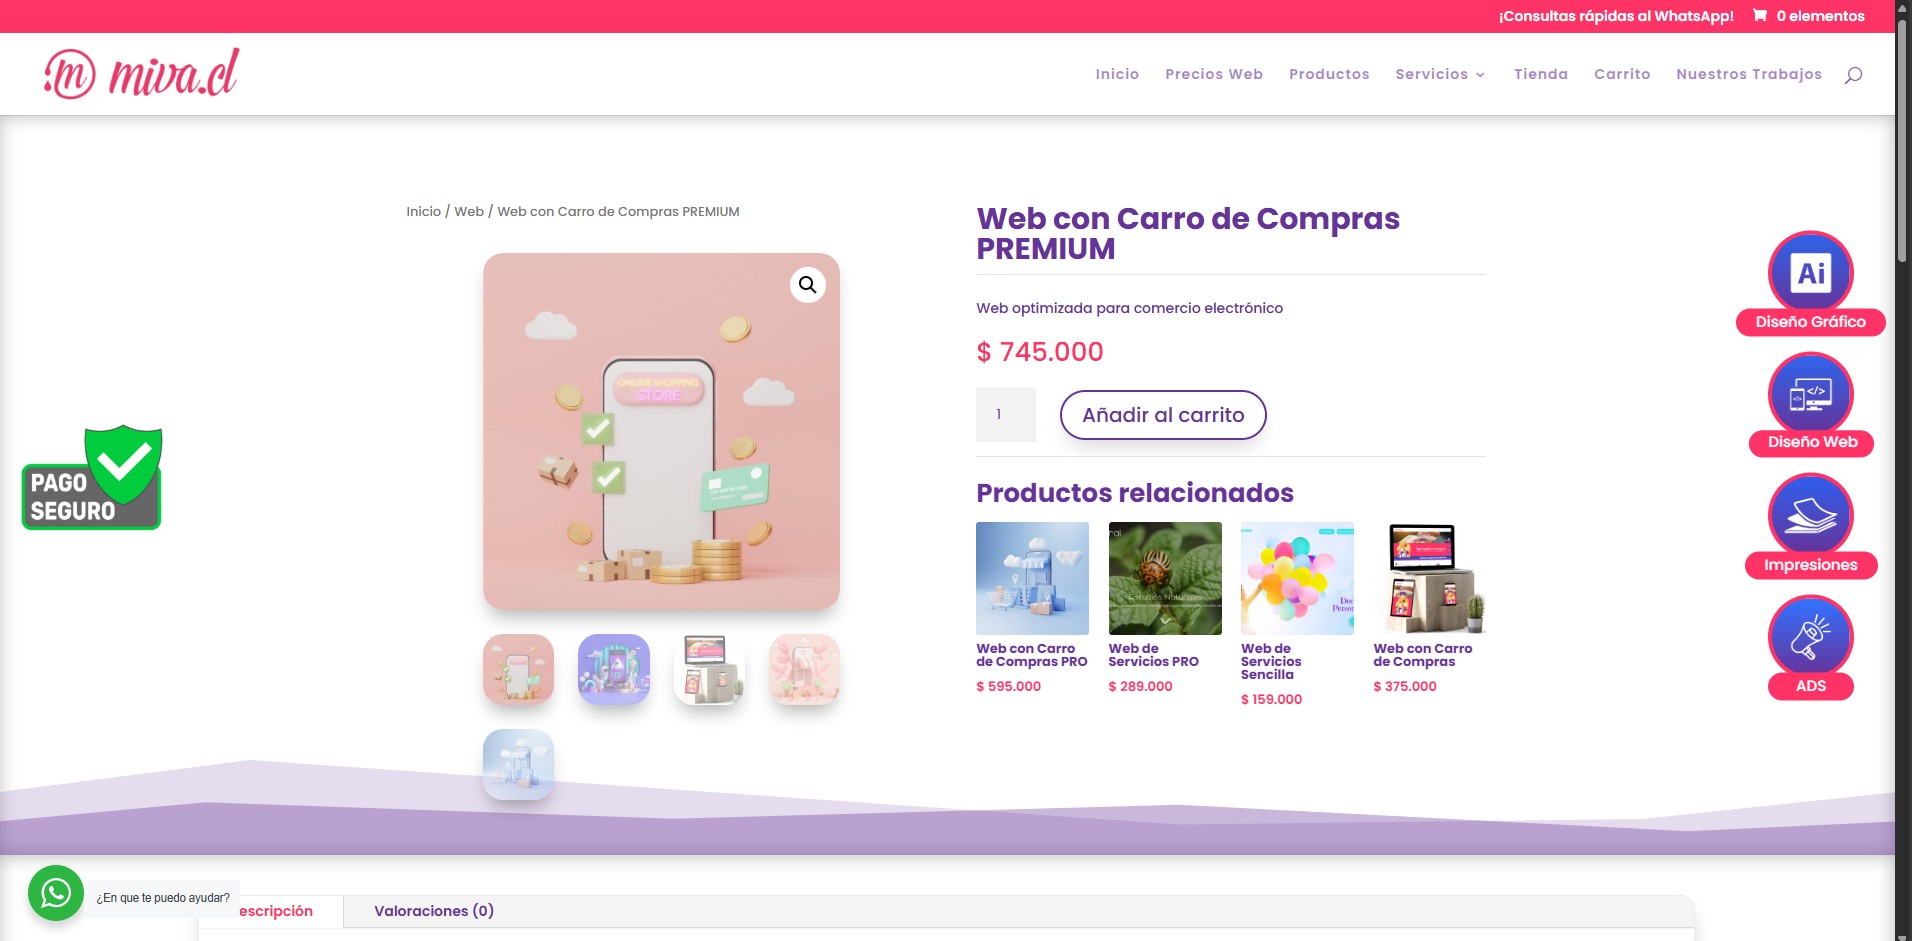 ¡Consultas rápidas al WhatsApp!
0 elementos
miva.cl
Inicio
Precios Web
Productos
Servicios
Tienda
Carrito
Nuestros Trabajos
Inicio / Web / Web con Carro de Compras PREMIUM
Web con Carro de Compras
PREMIUM
Web optimizada para comercio electrónico
$ 745.000
1
Añadir al carrito
ONLINE SHOPPING
STORE
Productos relacionados
Estudios Naturales
Web con Carro
de Compras PRO
$ 595.000
Web de
Servicios PRO
$ 289.000
Web de
Servicios
Sencilla
$ 159.000
Web con Carro
de Compras
$ 375.000
PAGO
SEGURO
Ai
Diseño Gráfico
Diseño Web
Impresiones
ADS
¿En que te puedo ayudar?
escripción
Valoraciones (0)